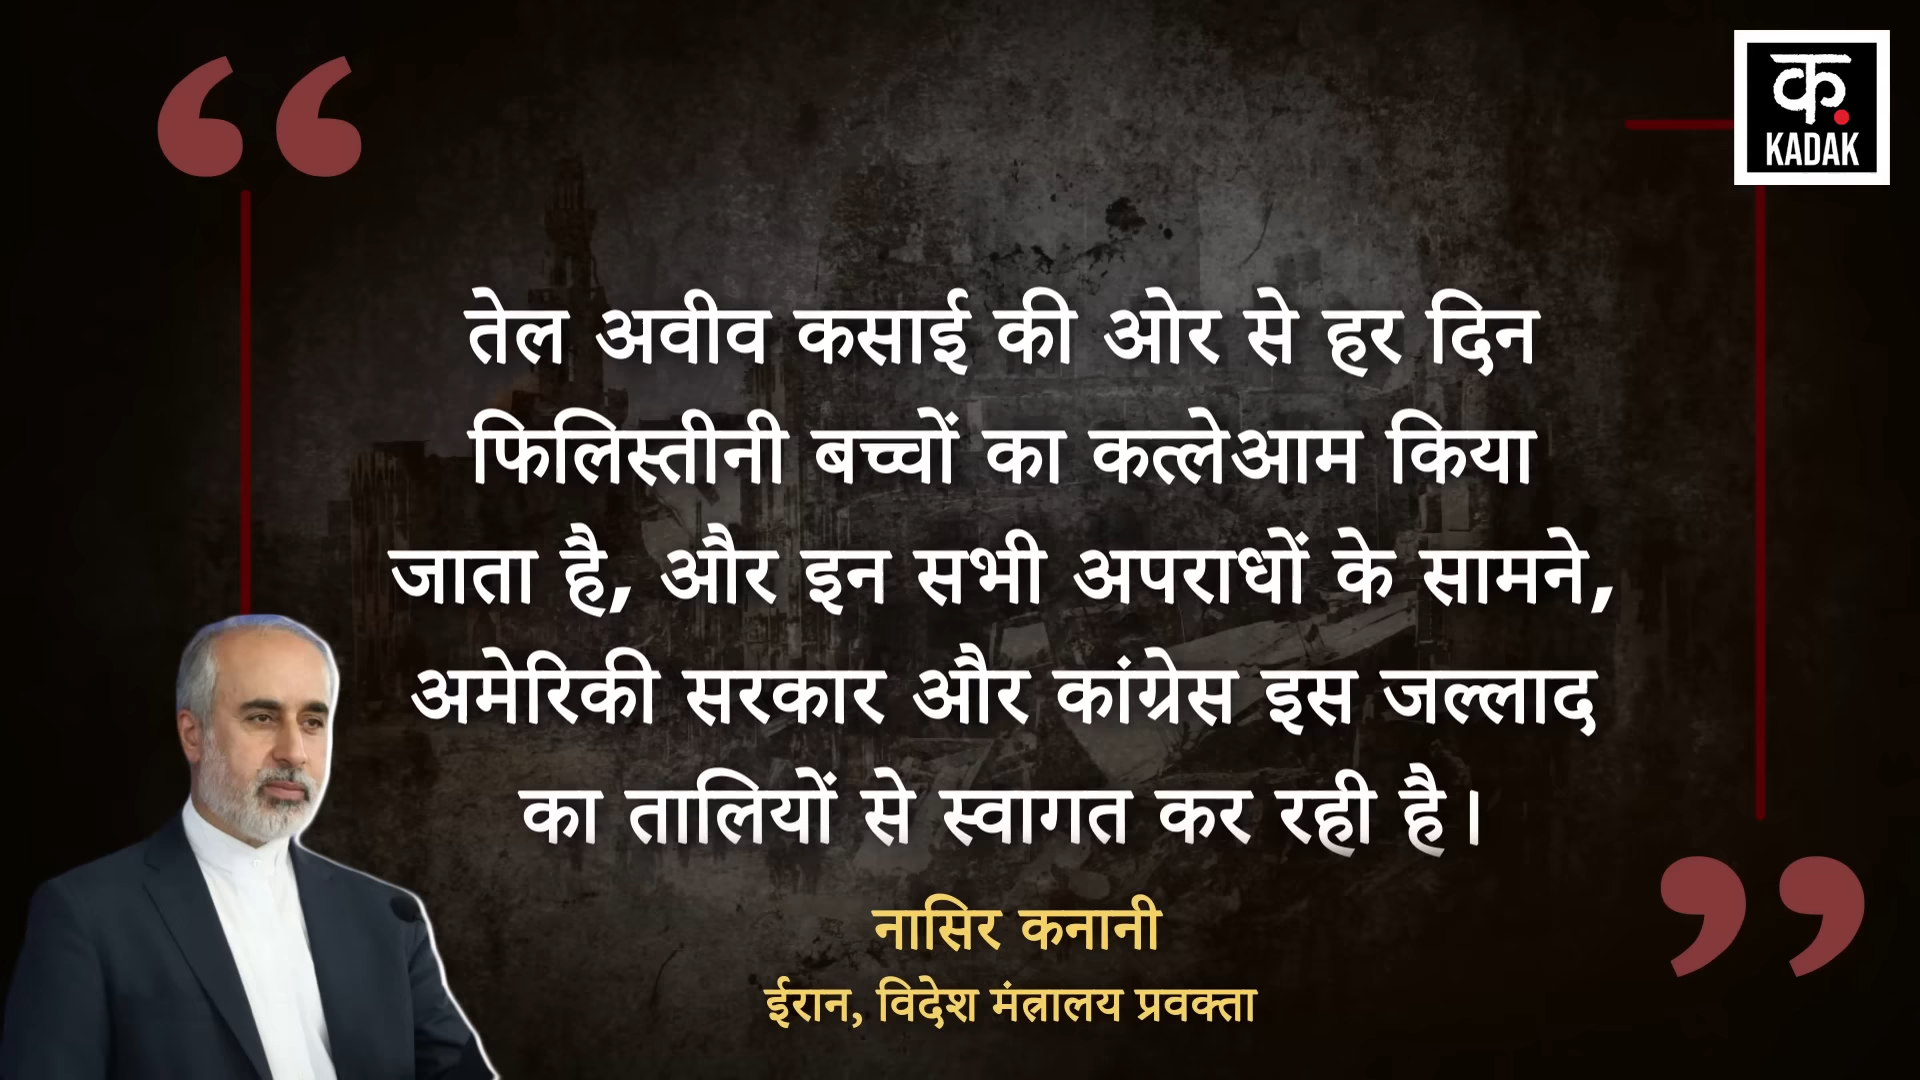 क
KADAK
तेल अवीव कसाई की ओर से हर दिन
फिलिस्तीनी बच्चों का कत्लेआम किया
जाता है, और इन सभी अपराधों के सामने,
अमेरिकी सरकार और कांग्रेस इस जल्लाद
का तालियों से स्वागत कर रही है।
नासिर कनानी
ईरान, विदेश मंत्रालय प्रवक्ता